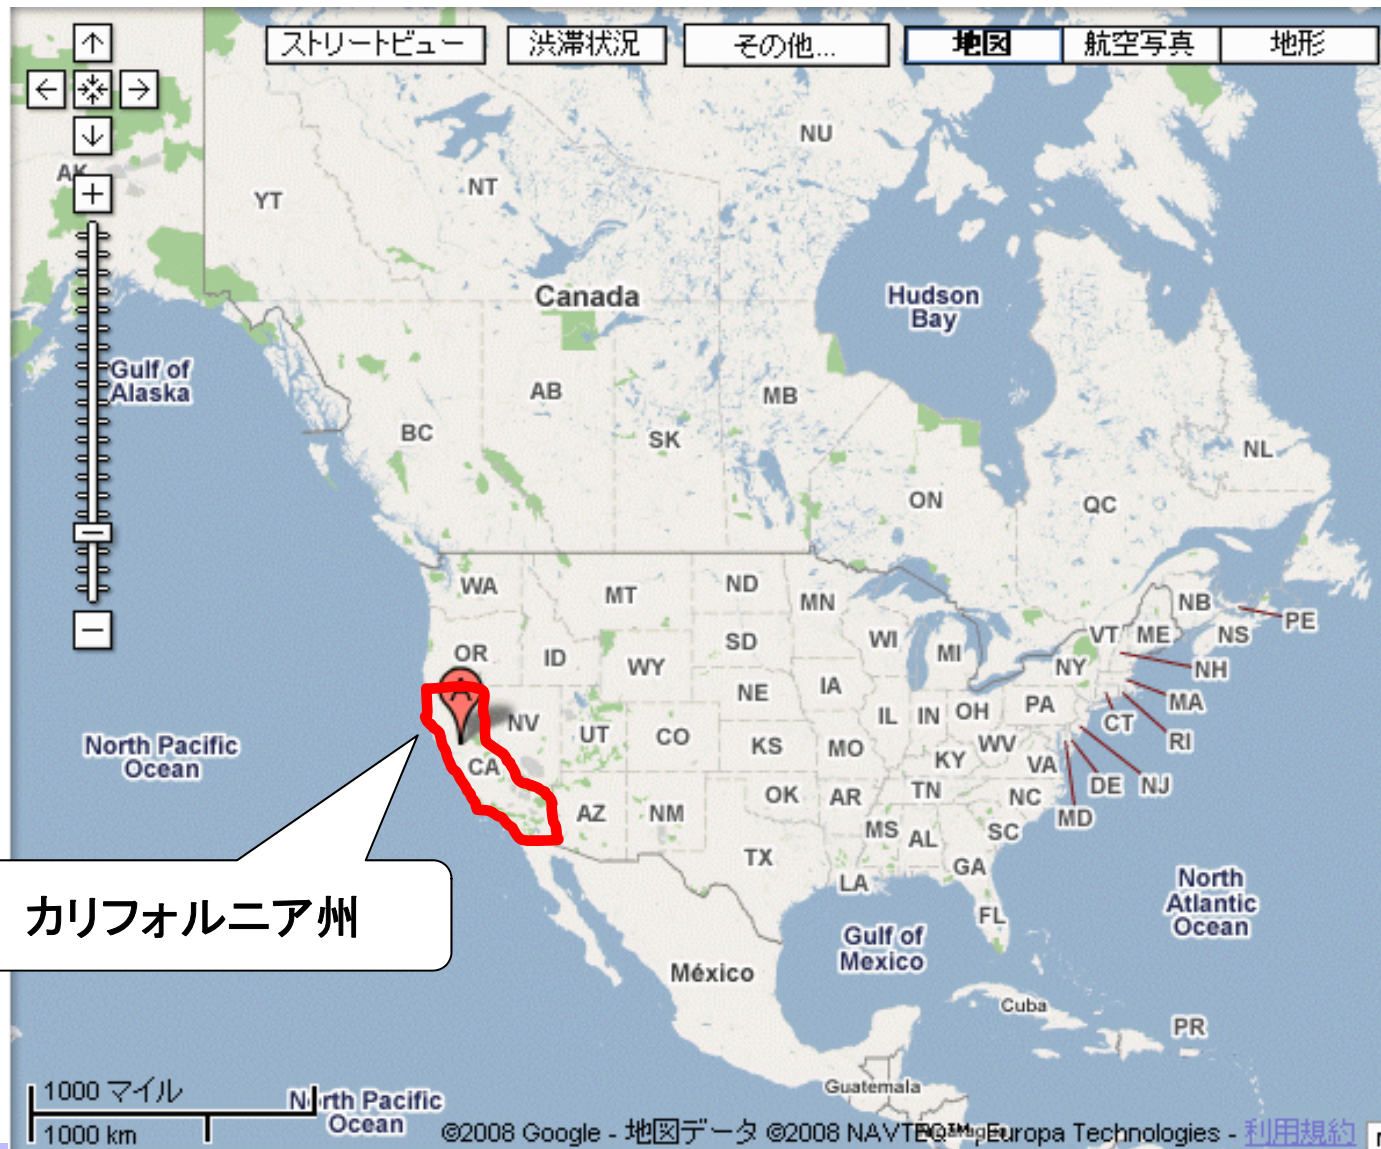 ストリートビュー 渋滞状況 その他... 地図 航空写真 地形
NU
AK
YT
NT
Canada
Hudson
Bay
Gulf of
Alaska
AB
MB
BC
SK
NL
ON
QC
WA
MT
ND
MN
NB
PE
OR
ID
WY
SD
WI
MI
VT
ME
NS
NY
NH
A
NV
UT
CO
NE
IA
IL
IN
OH
PA
MA
CT
RI
North Pacific
Ocean
CA
KS
MO
KY
WV
VA
DE
NJ
AZ
NM
OK
AR
TN
NC
MD
MS
AL
SC
TX
LA
GA
FL
North
Atlantic
Ocean
カリフォルニア州
Gulf of
Mexico
México
Cuba
PR
Guatemala
1000 マイル
1000 km
North Pacific
Ocean
©2008 Google - 地図データ ©2008 NAVTEQ™, Europa Technologies - 利用規約